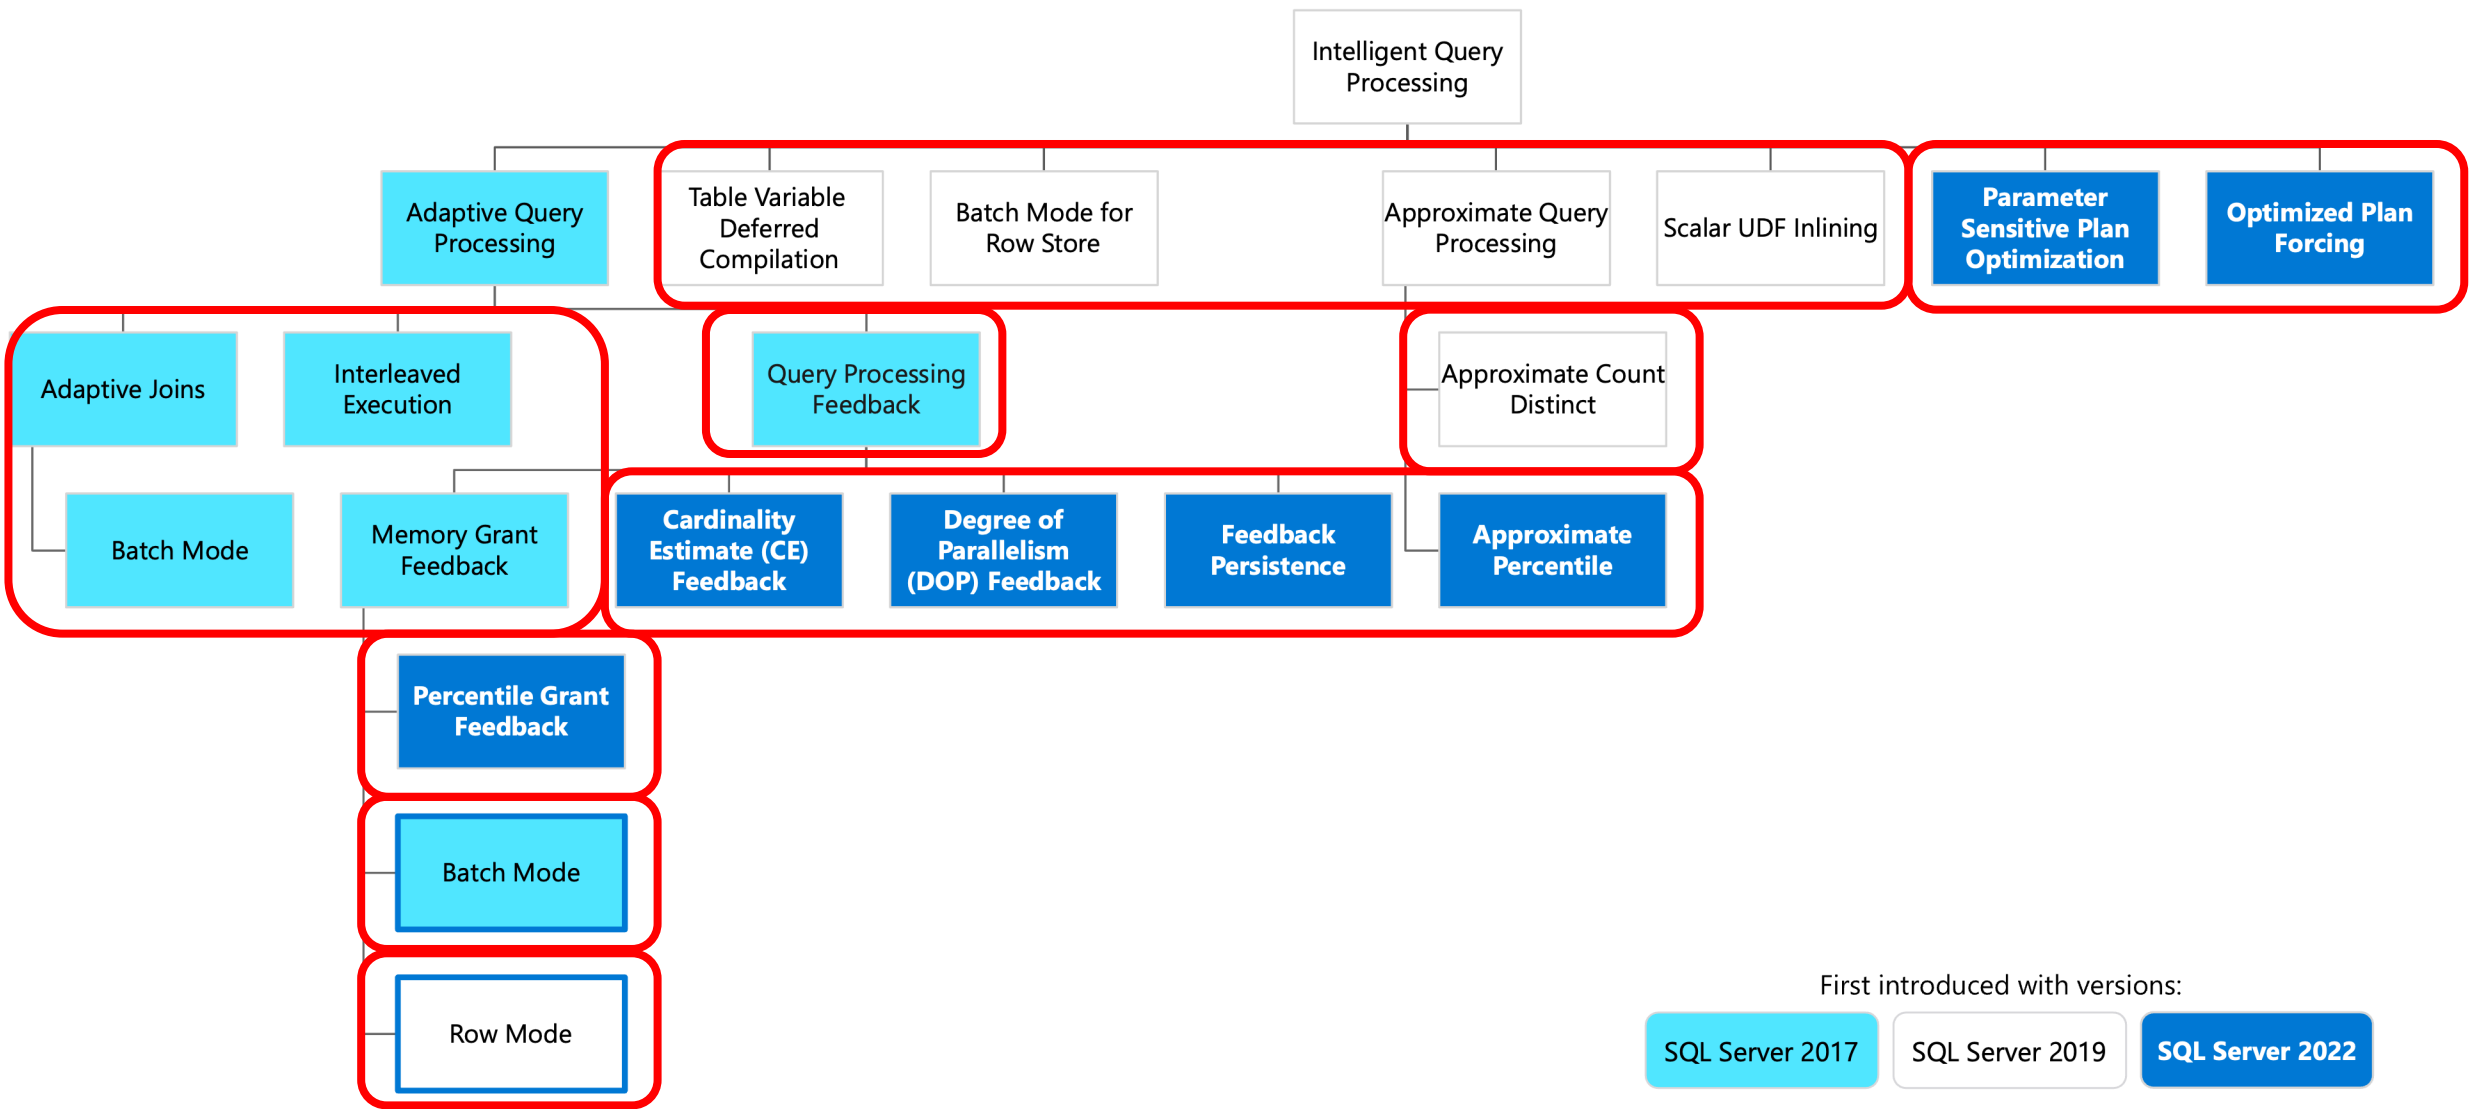 Intelligent Query
Processing
Adaptive Query
Processing
Table Variable
Deferred
Compilation
Batch Mode for
Row Store
Approximate Query
Processing
Scalar UDF Inlining
Parameter
Sensitive Plan
Optimization
Optimized Plan
Forcing
Adaptive Joins
Interleaved
Execution
Query Processing
Feedback
Approximate Count
Distinct
Batch Mode
Memory Grant
Feedback
Cardinality
Estimate (CE)
Feedback
Degree of
Parallelism
(DOP) Feedback
Feedback
Persistence
Approximate
Percentile
Percentile Grant
Feedback
Batch Mode
Row Mode
First introduced with versions:
SQL Server 2017
SQL Server 2019
SQL Server 2022